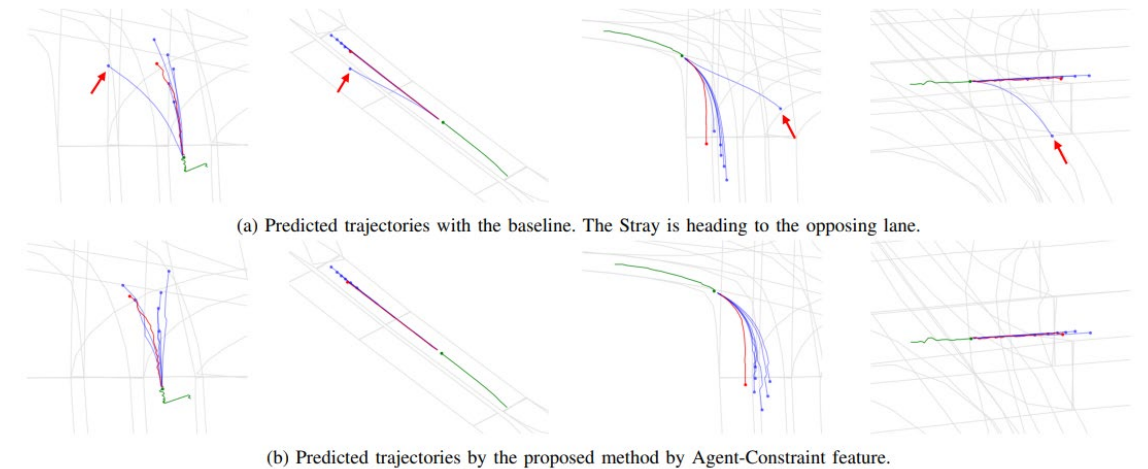 (a) Predicted trajectories with the baseline. The Stray is heading to the opposing lane.
(b) Predicted trajectories by the proposed method by Agent-Constraint feature.